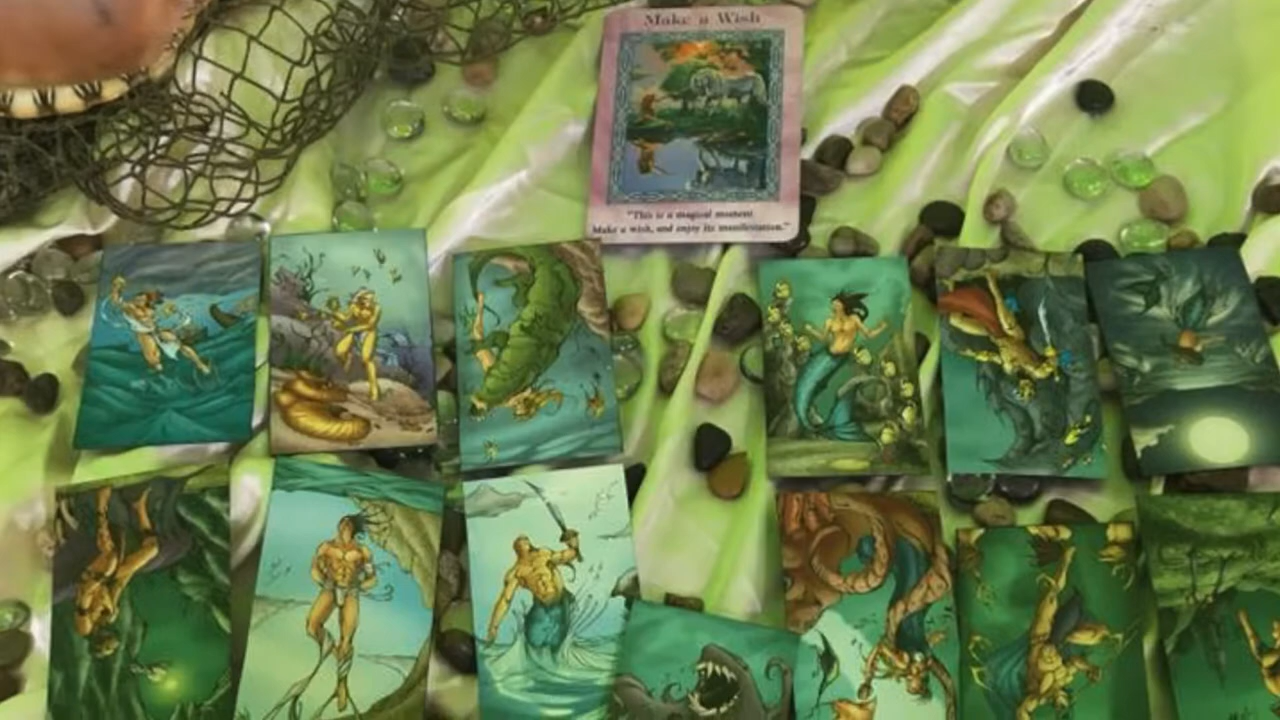 Make a Wish
"This is a magical moment
Make a wish, and enjoy its manifestation."